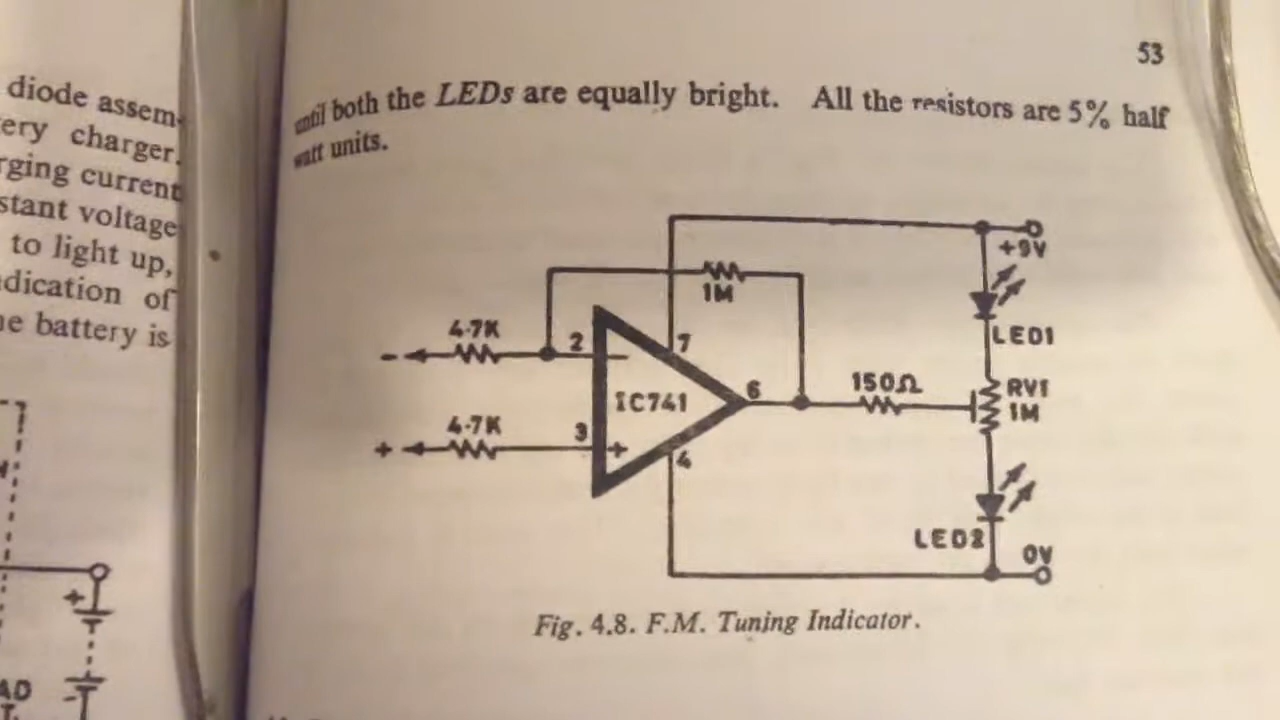 diode assem-
ery charger.
rging current
stant voltage
to light up,
dication of
e battery is
+
AD
53
until both the LEDs are equally bright. All the resistors are 5% half
watt units.
+9V
1M
LED1
4.7K
2
7
-
150Ω
RV1
1M
IC741
6
4.7K
3
+
+
4
LED2
0V
Fig. 4.8. F.M. Tuning Indicator.